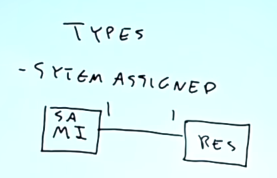 TYPES
- SYTEM ASSIGNED
SA 1 1
MI RES